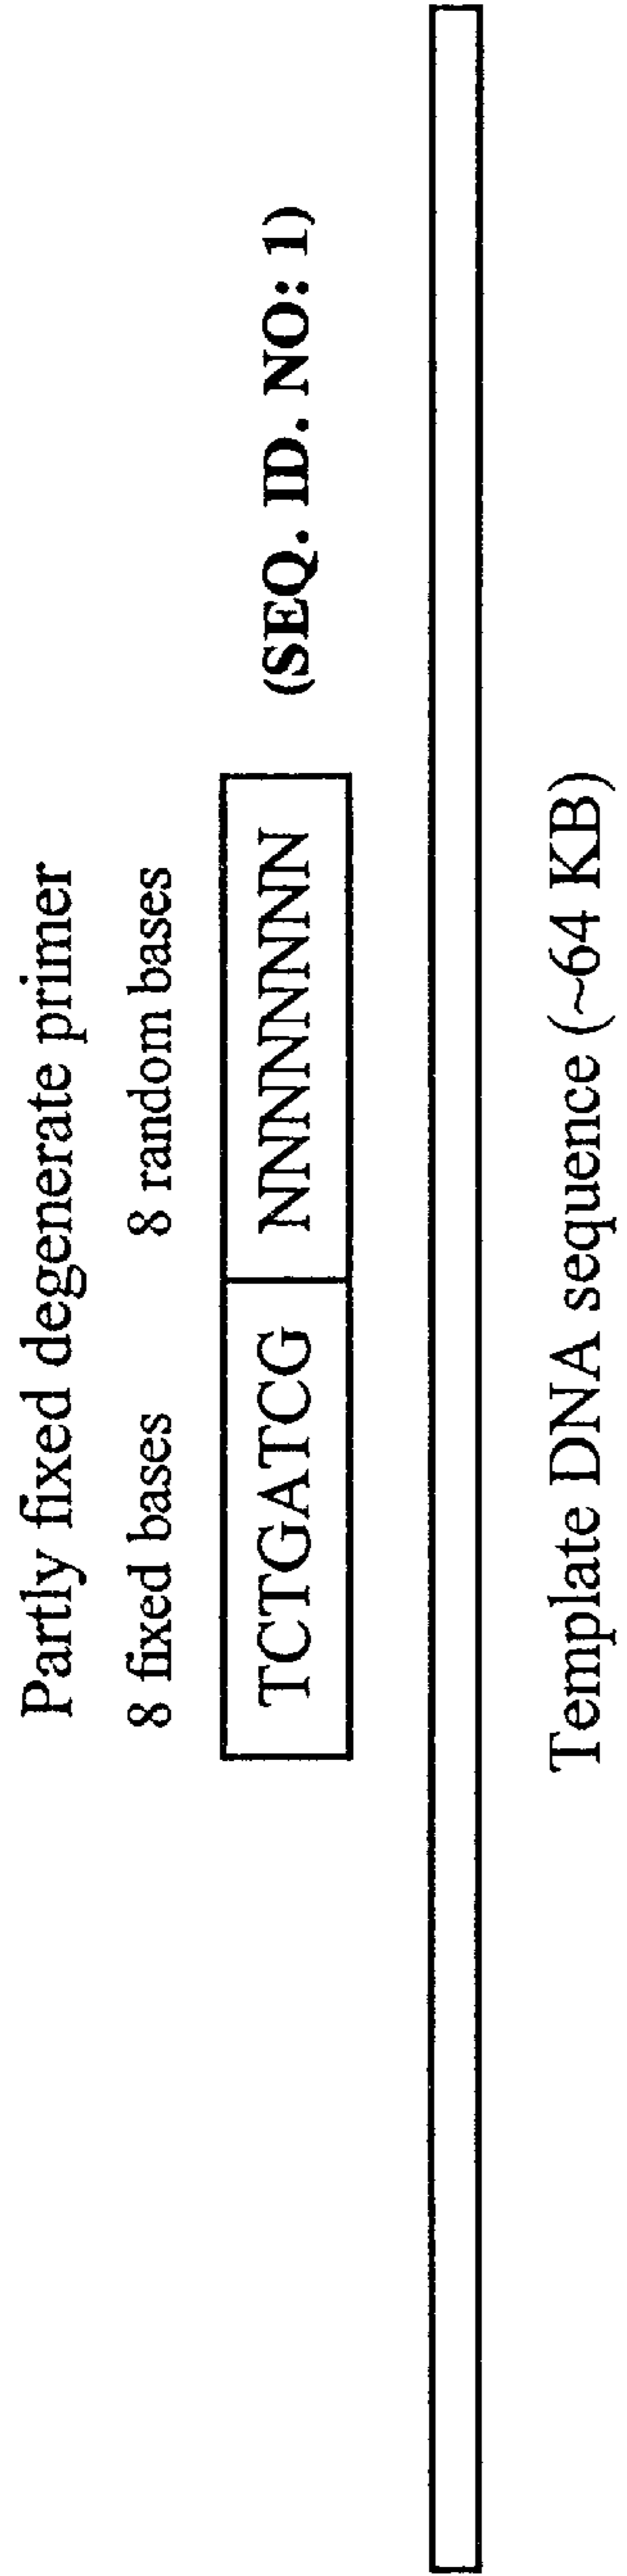 Partly fixed degenerate primer
8 fixed bases 8 random bases
TCTGATCG NNNNNNNN (SEQ. ID. NO: 1)
Template DNA sequence (~64 KB)